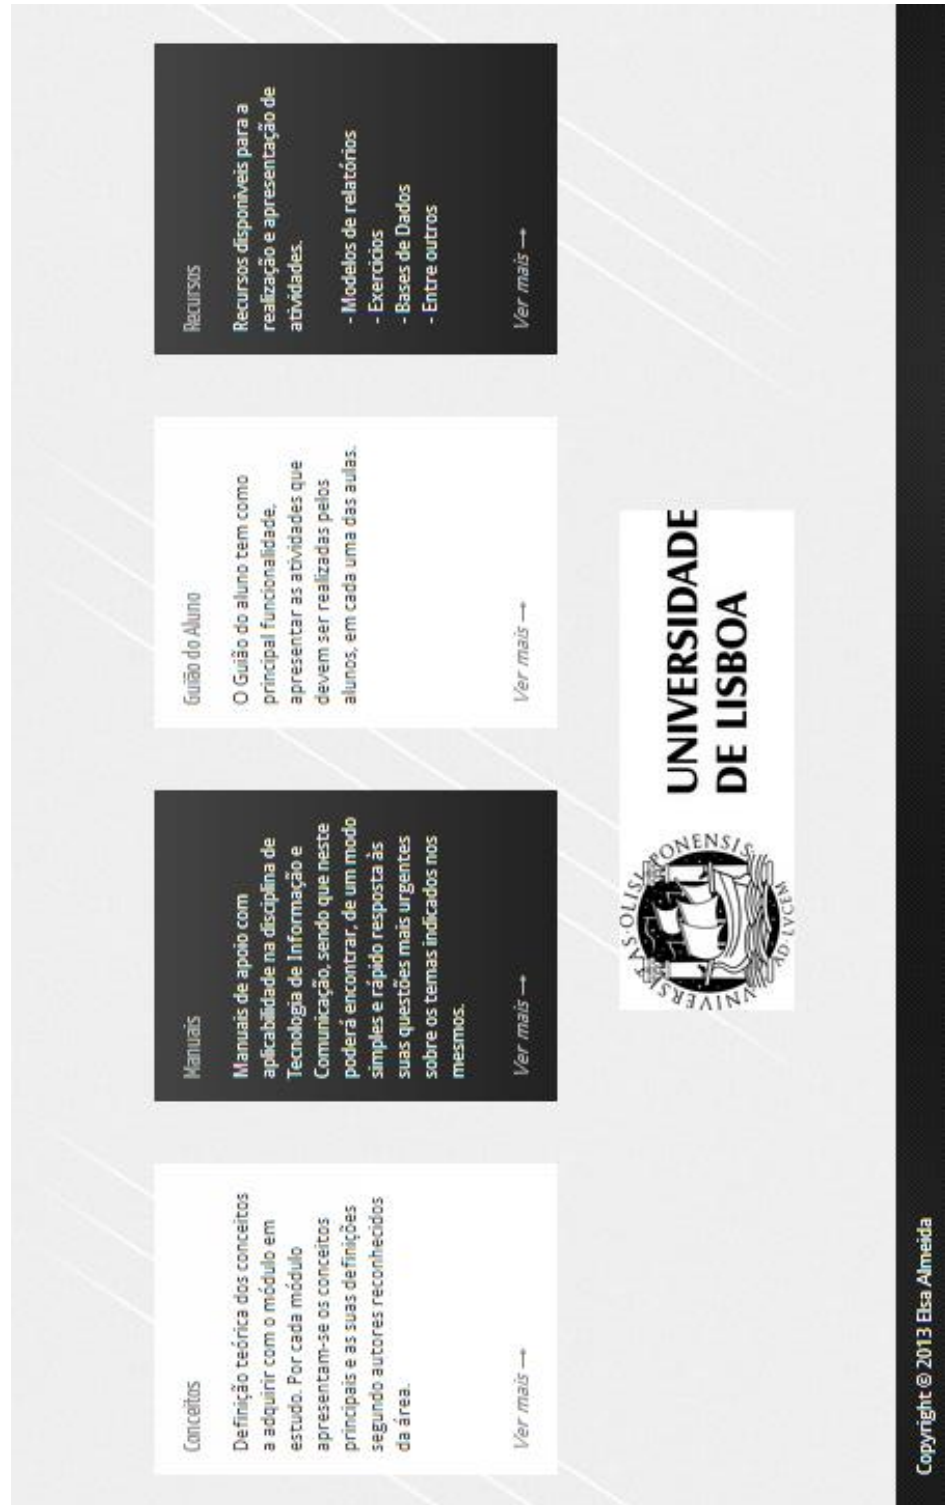 Conceitos
Definição teórica dos conceitos
a adquirir com o módulo em
estudo. Por cada módulo
apresentam-se os conceitos
principais e as suas definições
segundo autores reconhecidos
da área.
Ver mais →
Manuais
Manuais de apoio com
aplicabilidade na disciplina de
Tecnologia de Informação e
Comunicação, sendo que neste
poderá encontrar, de um modo
simples e rápido resposta às
suas questões mais urgentes
sobre os temas indicados nos
mesmos.
Ver mais →
Guião do Aluno
O Guião do aluno tem como
principal funcionalidade,
apresentar as atividades que
devem ser realizadas pelos
alunos, em cada uma das aulas.
Ver mais →
Recursos
Recursos disponíveis para a
realização e apresentação de
atividades.
- Modelos de relatórios
- Exercícios
- Bases de Dados
- Entre outros
Ver mais →
UNIVERSITAS·OLISIPONENSIS
AD·LVCEM
UNIVERSIDADE
DE LISBOA
Copyright © 2013 Elsa Almeida